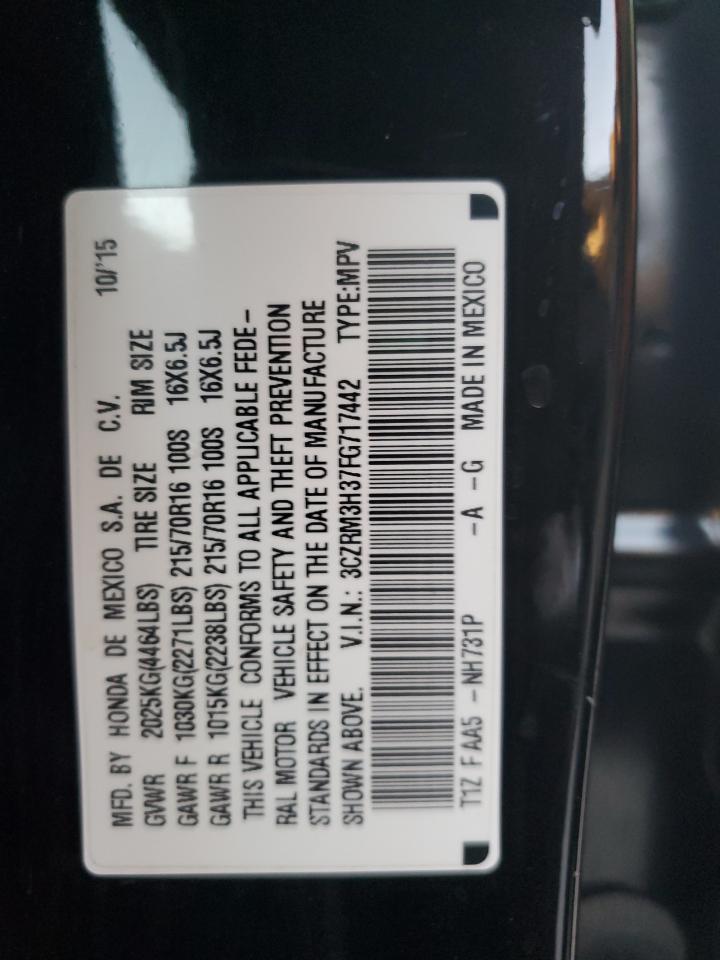 MFD. BY HONDA DE MEXICO S.A. DE C.V. 10/'15
GVWR 2025KG(4464LBS) TIRE SIZE RIM SIZE
GAWR F 1030KG(2271LBS) 215/70R16 100S 16X6.5J
GAWR R 1015KG(2238LBS) 215/70R16 100S 16X6.5J
THIS VEHICLE CONFORMS TO ALL APPLICABLE FEDE-
RAL MOTOR VEHICLE SAFETY AND THEFT PREVENTION
STANDARDS IN EFFECT ON THE DATE OF MANUFACTURE
SHOWN ABOVE. V.I.N.: 3CZRM3H37FG717442 TYPE:MPV
T1Z F AA5 -NH731P -A -G MADE IN MEXICO